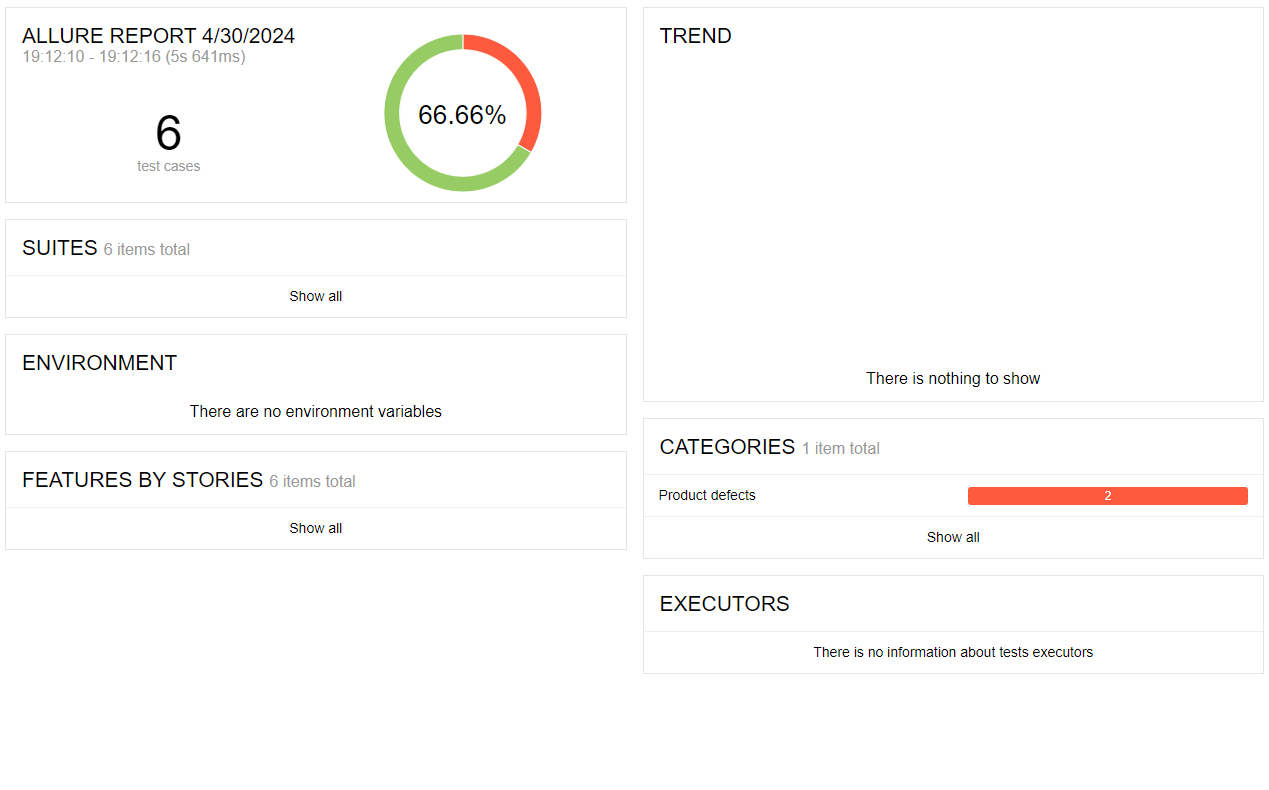 ALLURE REPORT 4/30/2024
19:12:10 - 19:12:16 (5s 641ms)
6
test cases
66.66%
SUITES 6 items total
Show all
ENVIRONMENT
There are no environment variables
FEATURES BY STORIES 6 items total
Show all
TREND
There is nothing to show
CATEGORIES 1 item total
Product defects 2
Show all
EXECUTORS
There is no information about tests executors